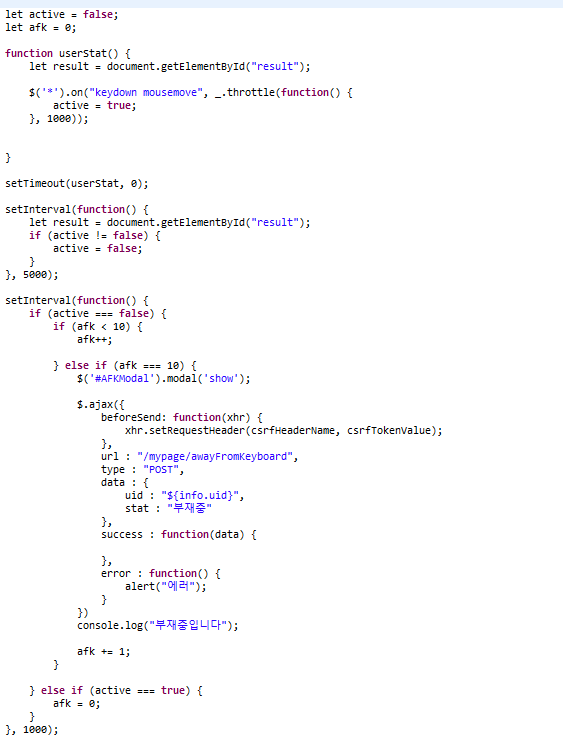 let active = false;
let afk = 0;
function userStat() {
let result = document.getElementById("result");
$('*').on("keydown mousemove", _.throttle(function() {
active = true;
}, 1000));
}
setTimeout(userStat, 0);
setInterval(function() {
let result = document.getElementById("result");
if (active != false) {
active = false;
}
}, 5000);
setInterval(function() {
if (active === false) {
if (afk < 10) {
afk++;
} else if (afk === 10) {
$('#AFKModal').modal('show');
$.ajax({
beforeSend: function(xhr) {
xhr.setRequestHeader(csrfHeaderName, csrfTokenValue);
},
url : "/mypage/awayFromKeyboard",
type : "POST",
data : {
uid : "${info.uid}",
stat : "부재중"
},
success : function(data) {
},
error : function() {
alert("에러");
}
})
console.log("부재중입니다");
afk += 1;
}
} else if (active === true) {
afk = 0;
}
}, 1000);